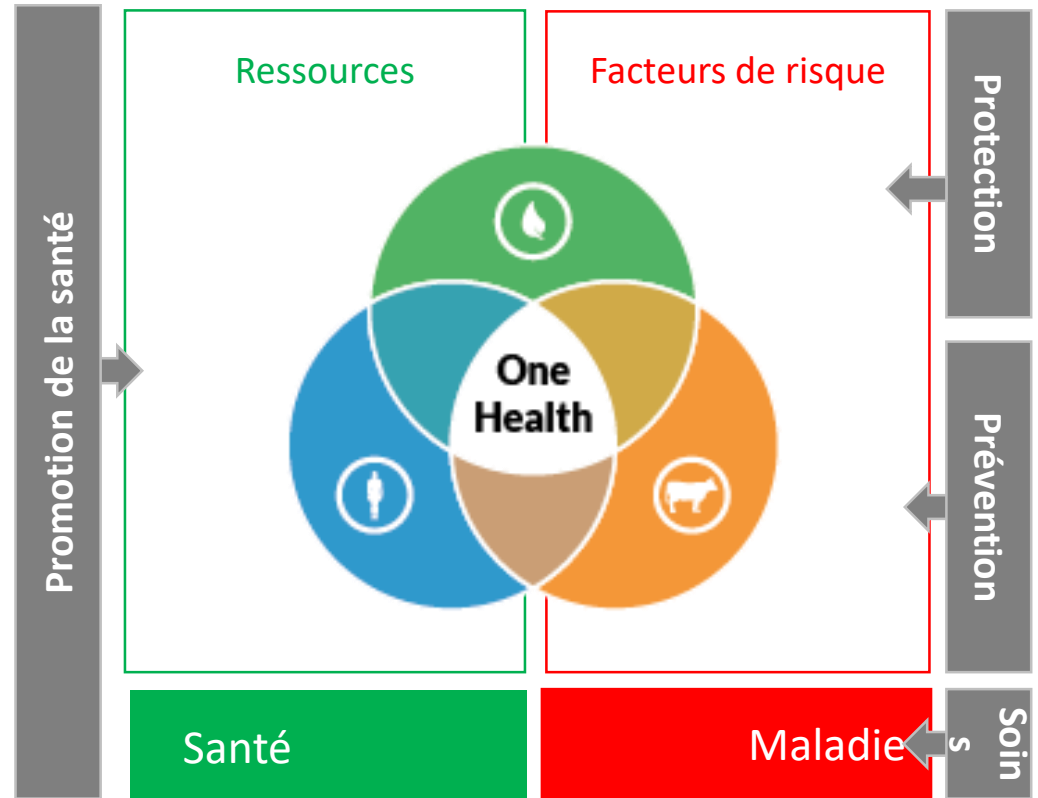 Promotion de la santé
Ressources
Facteurs de risque
One
Health
Santé
Maladie
Protection
Prévention
Soin
s